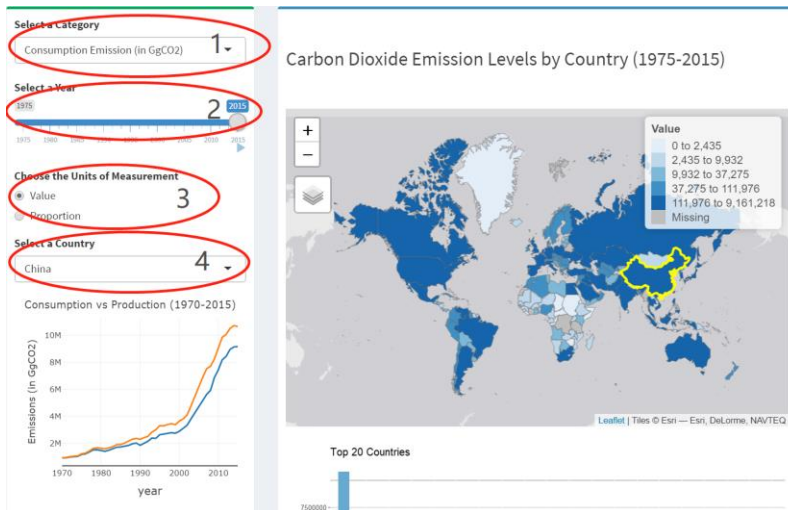 Select a Category
Consumption Emission (in GgCO2)
1
Select a Year
1975
2015
2
1975 1980 1985 1990 1995 2000 2005 2010 2015
Choose the Units of Measurement
Value
3
Proportion
Select a Country
China
4
Consumption vs Production (1970-2015)
Emissions (in GgCO2)
10M
8M
6M
4M
2M
1970 1980 1990 2000 2010
year
Carbon Dioxide Emission Levels by Country (1975-2015)
+
−
Value
0 to 2,435
2,435 to 9,932
9,932 to 37,275
37,275 to 111,976
111,976 to 9,161,218
Missing
Leaflet | Tiles © Esri — Esri, DeLorme, NAVTEQ
Top 20 Countries
7500000